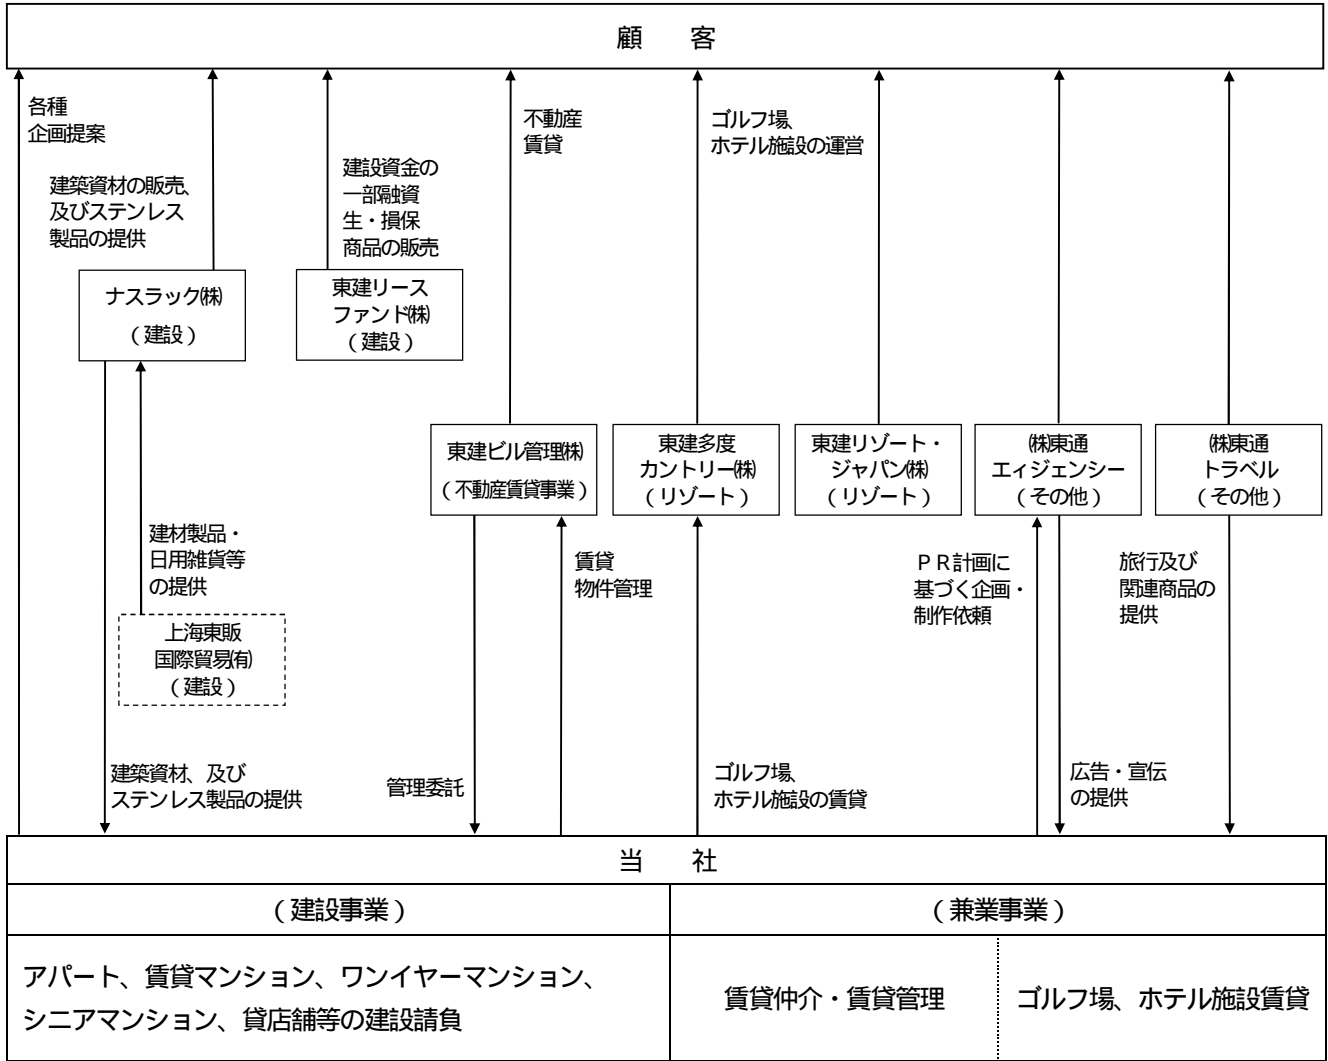 顧　客
各種
企画提案
不動産
賃貸
ゴルフ場、
ホテル施設の運営
建築資材の販売、
及びステンレス
製品の提供
建設資金の
一部融資
生・損保
商品の販売
ナスラック㈱
（建設）
東建リース
ファンド㈱
（建設）
東建ビル管理㈱
（不動産賃貸事業）
東建多度
カントリー㈱
（リゾート）
東建リゾート・
ジャパン㈱
（リゾート）
㈱東通
エィジェンシー
（その他）
㈱東通
トラベル
（その他）
建材製品・
日用雑貨等
の提供
賃貸
物件管理
ＰＲ計画に
基づく企画・
制作依頼
旅行及び
関連商品の
提供
上海東販
国際貿易㈲
（建設）
建築資材、及び
ステンレス製品の提供
管理委託
ゴルフ場、
ホテル施設の賃貸
広告・宣伝
の提供
当　社
（建設事業）
（兼業事業）
アパート、賃貸マンション、ワンイヤーマンション、
シニアマンション、貸店舗等の建設請負
賃貸仲介・賃貸管理
ゴルフ場、ホテル施設賃貸